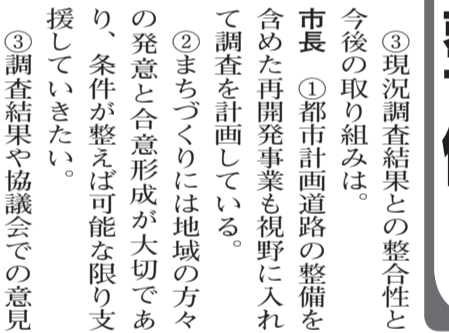 ③現況調査結果との整合性と
今後の取り組みは。
市長　①都市計画道路の整備を
含めた再開発事業も視野に入れ
て調査を計画している。
②まちづくりには地域の方々
の発意と合意形成が大切であ
り、条件が整えば可能な限り支
援していきたい。
③調査結果や協議会での意見